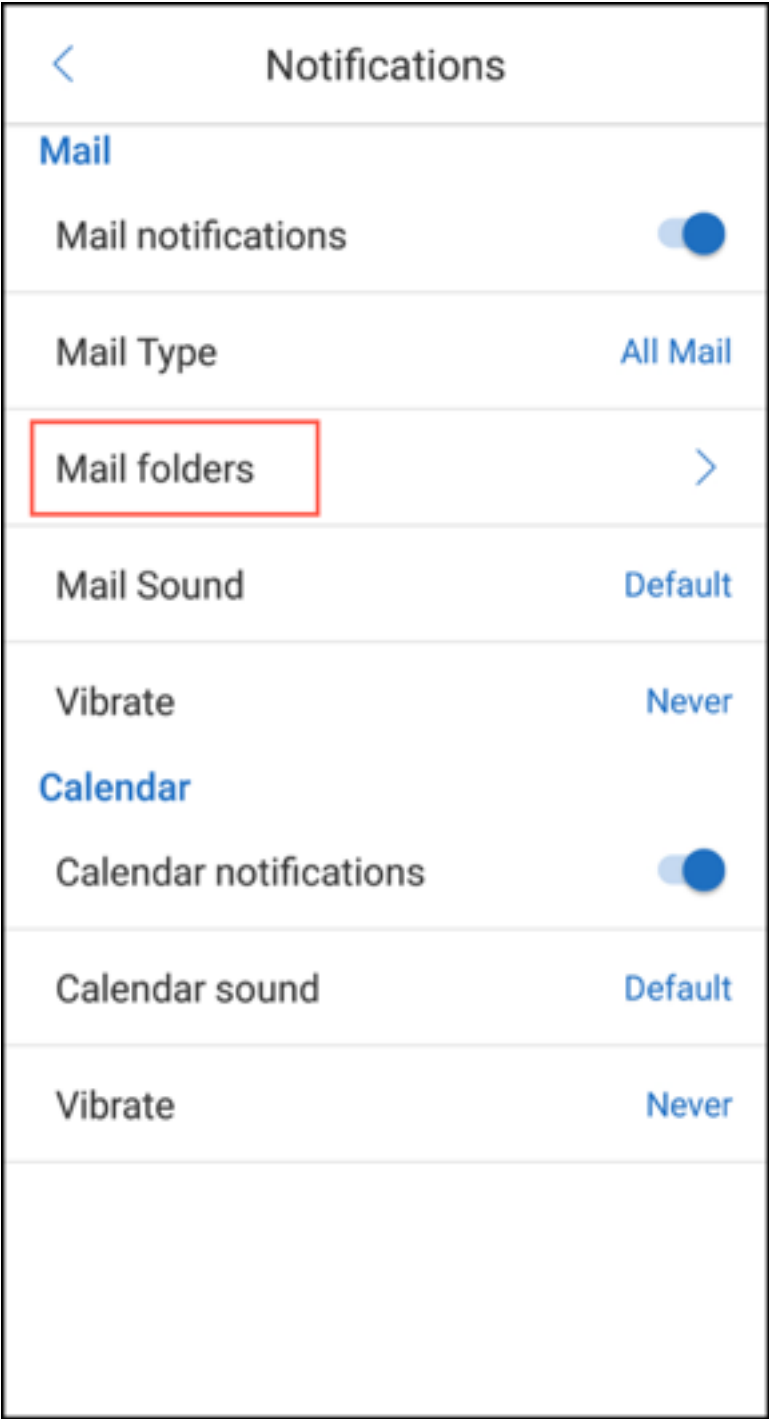 Notifications
Mail
Mail notifications
Mail Type All Mail
Mail folders
Mail Sound Default
Vibrate Never
Calendar
Calendar notifications
Calendar sound Default
Vibrate Never